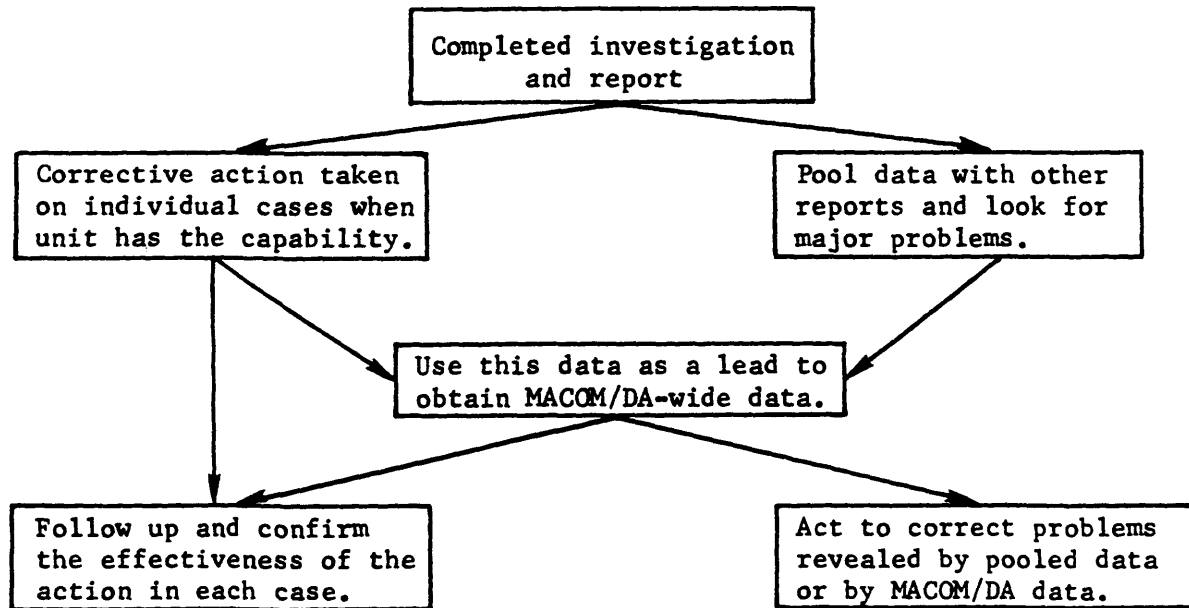 Completed investigation
and report
Corrective action taken
on individual cases when
unit has the capability.
Pool data with other
reports and look for
major problems.
Use this data as a lead to
obtain MACOM/DA-wide data.
Follow up and confirm
the effectiveness of the
action in each case.
Act to correct problems
revealed by pooled data
or by MACOM/DA data.